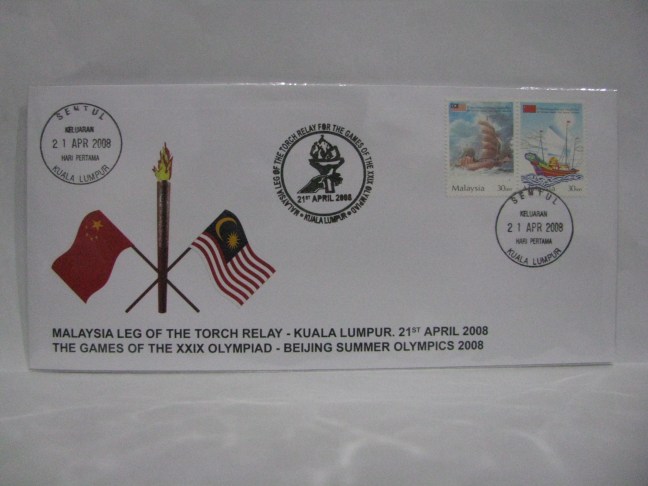 SENTUL
KELUARAN
21 APR 2008
HARI PERTAMA
KUALA LUMPUR
MALAYSIA LEG OF THE TORCH RELAY FOR THE GAMES OF THE XXIX OLYMPIAD
21ST APRIL 2008
KUALA LUMPUR
Malaysia 30sen
30sen
SENTUL
KELUARAN
21 APR 2008
HARI PERTAMA
KUALA LUMPUR
MALAYSIA LEG OF THE TORCH RELAY - KUALA LUMPUR. 21ST APRIL 2008
THE GAMES OF THE XXIX OLYMPIAD - BEIJING SUMMER OLYMPICS 2008